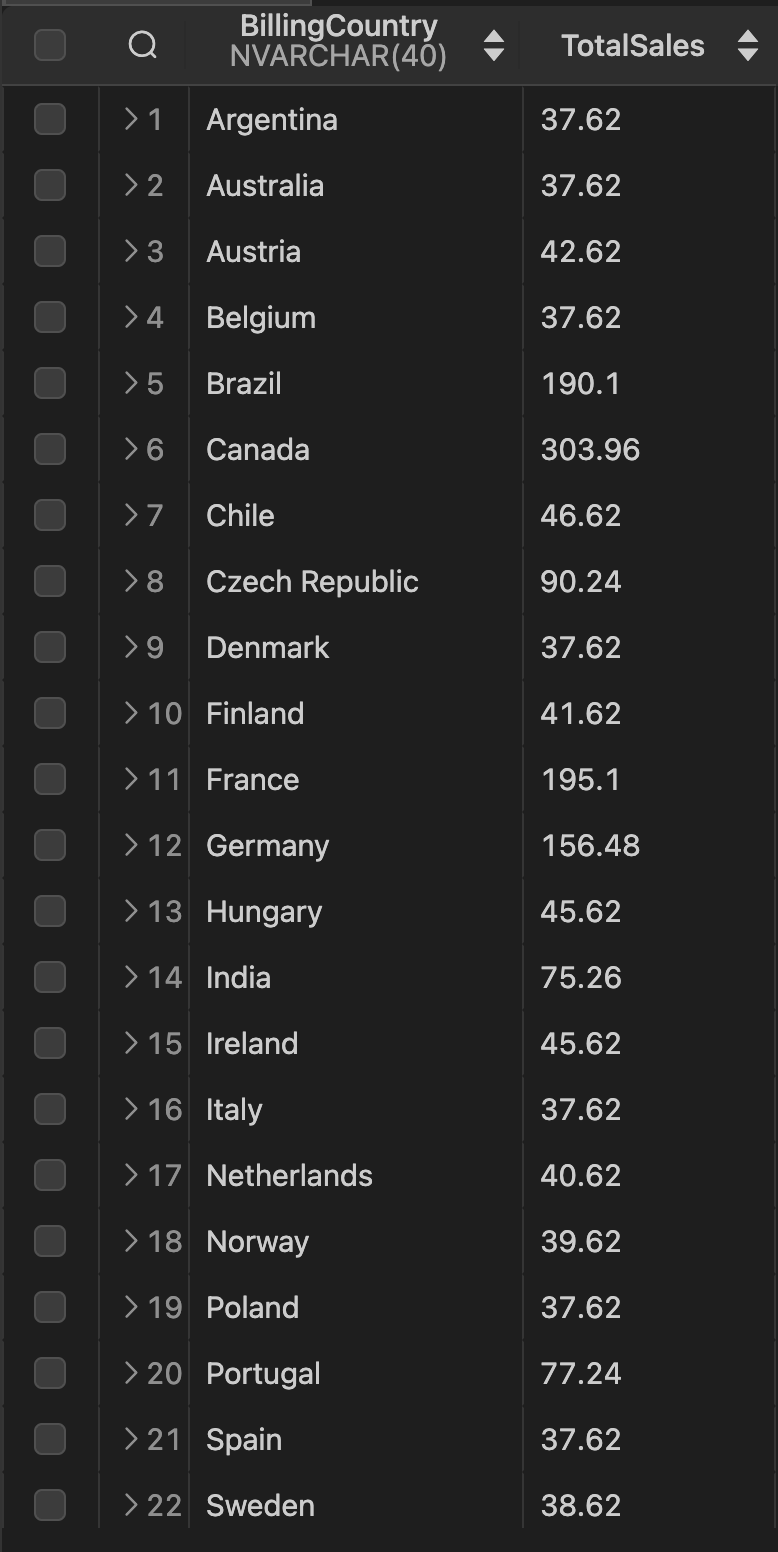 BillingCountry TotalSales
NVARCHAR(40)
1 Argentina 37.62
2 Australia 37.62
3 Austria 42.62
4 Belgium 37.62
5 Brazil 190.1
6 Canada 303.96
7 Chile 46.62
8 Czech Republic 90.24
9 Denmark 37.62
10 Finland 41.62
11 France 195.1
12 Germany 156.48
13 Hungary 45.62
14 India 75.26
15 Ireland 45.62
16 Italy 37.62
17 Netherlands 40.62
18 Norway 39.62
19 Poland 37.62
20 Portugal 77.24
21 Spain 37.62
22 Sweden 38.62